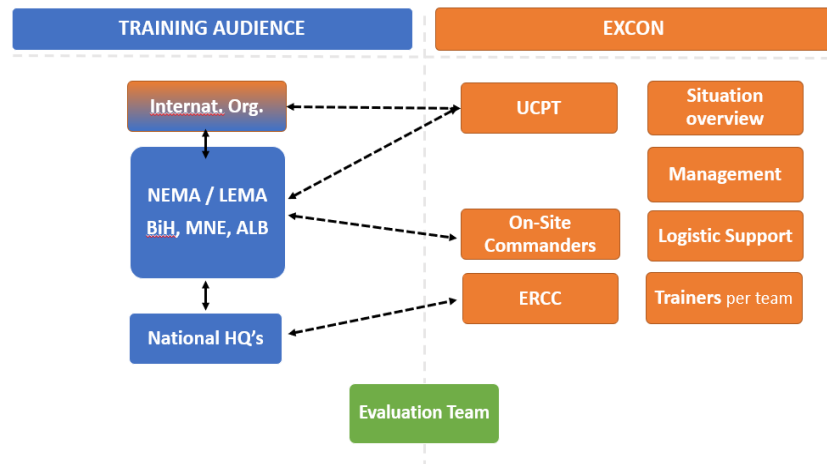 TRAINING AUDIENCE
EXCON
Internat. Org.
UCPT
Situation
overview
NEMA / LEMA
BiH, MNE, ALB
Management
On-Site
Commanders
Logistic Support
ERCC
Trainers per team
National HQ's
Evaluation Team